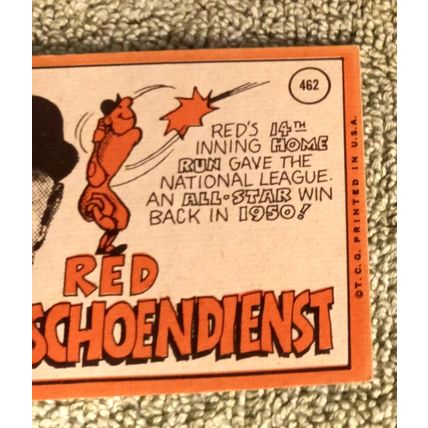 462
RED'S 14TH
INNING HOME
RUN GAVE THE
NATIONAL LEAGUE
AN ALL-STAR WIN
BACK IN 1950!
RED
SCHOENDIENST
©T.C.G. PRINTED IN U.S.A.